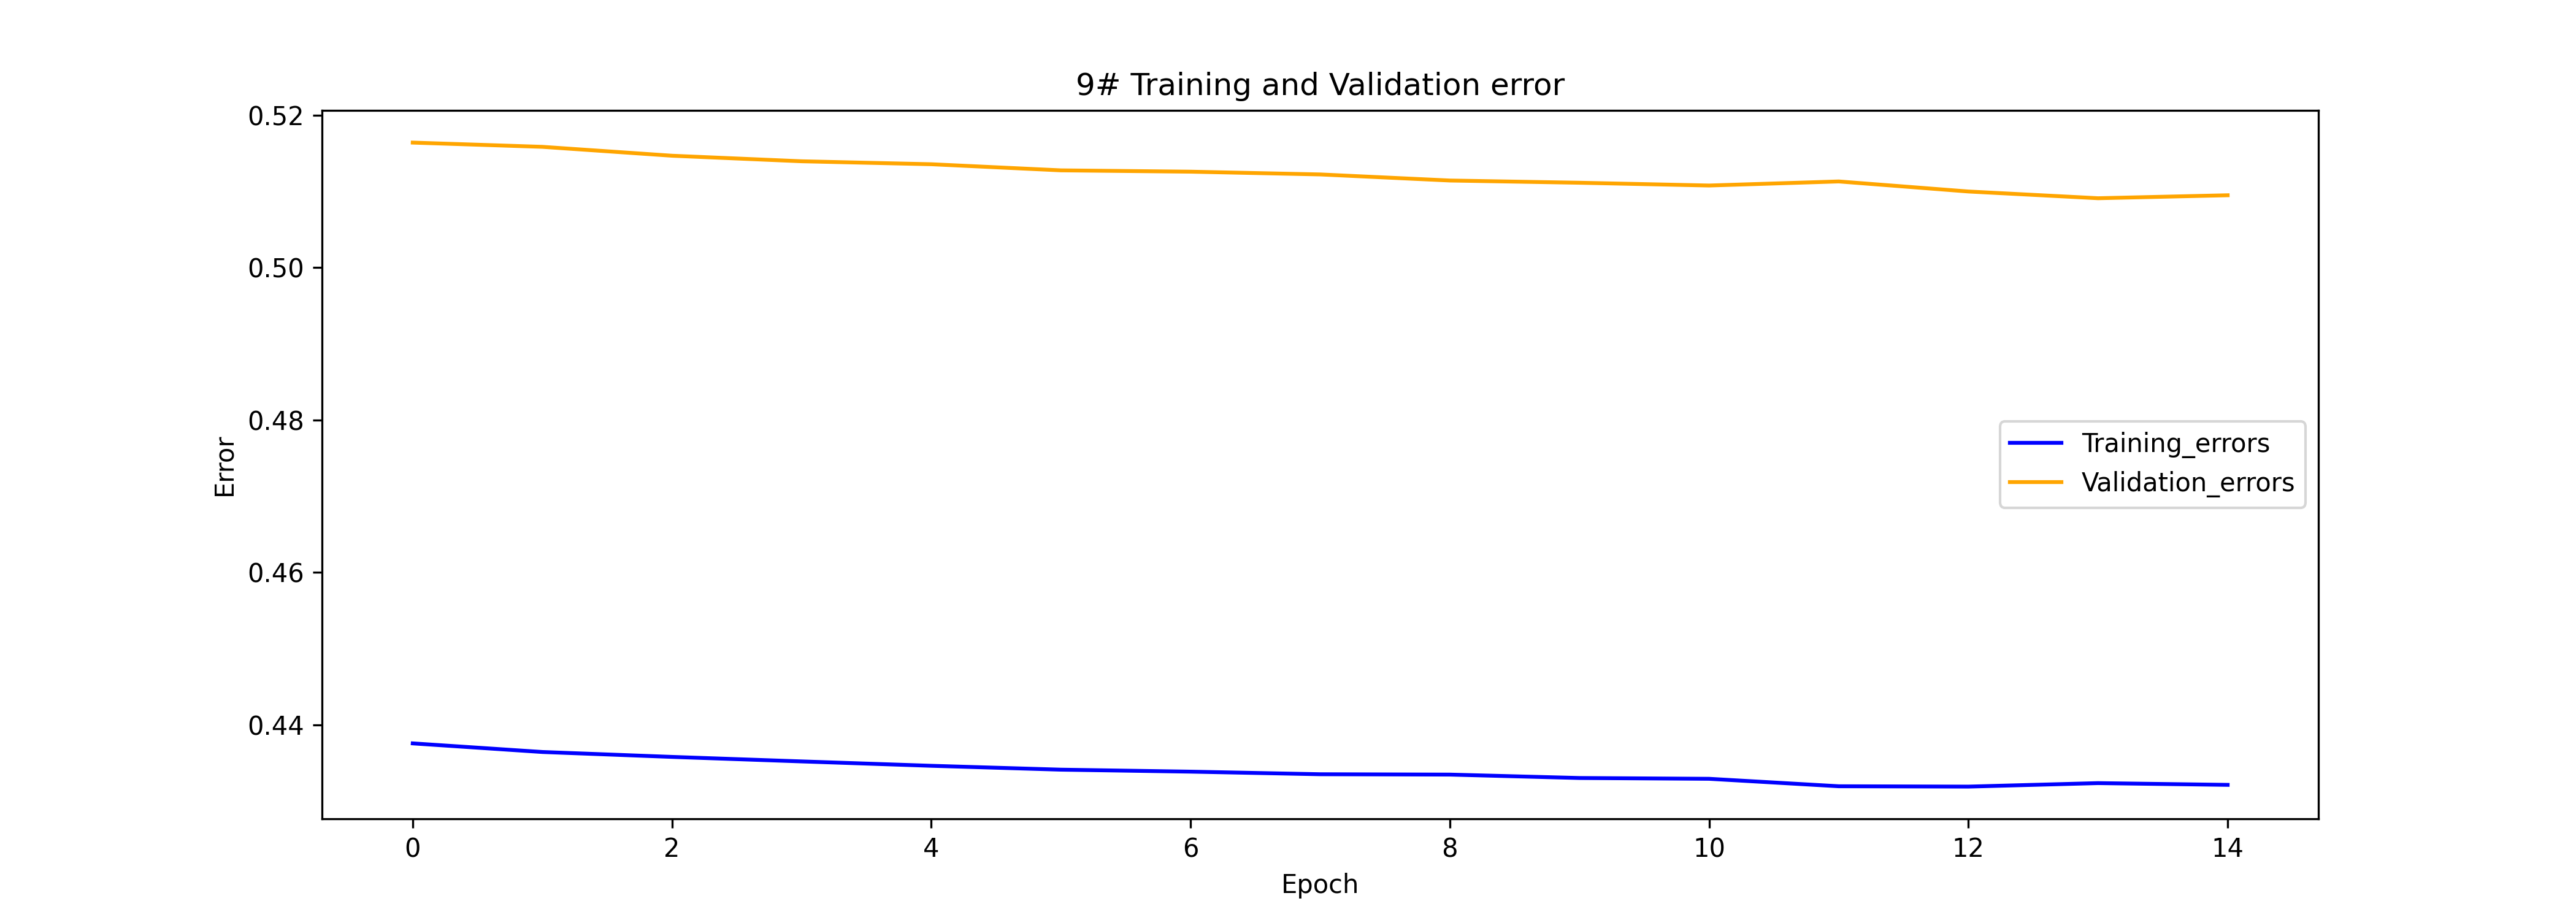 9# Training and Validation error
0.52
0.50
0.48
0.46
0.44
Error
Training_errors
Validation_errors
0 2 4 6 8 10 12 14
Epoch